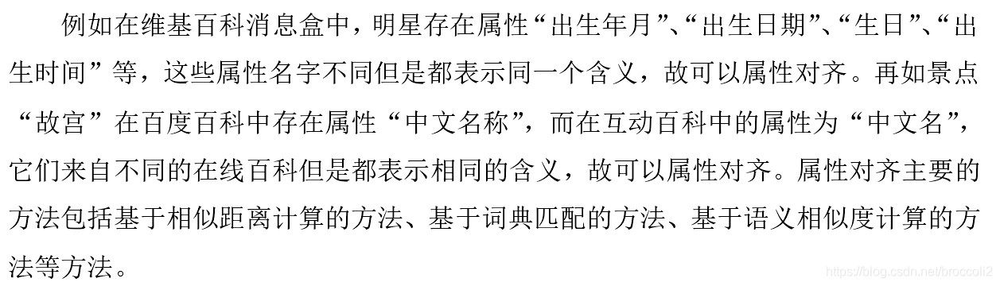 例如在维基百科消息盒中，明星存在属性“出生年月”、“出生日期”、“生日”、“出
生时间”等，这些属性名字不同但是都表示同一个含义，故可以属性对齐。再如景点
“故宫”在百度百科中存在属性“中文名称”，而在互动百科中的属性为“中文名”，
它们来自不同的在线百科但是都表示相同的含义，故可以属性对齐。属性对齐主要的
方法包括基于相似距离计算的方法、基于词典匹配的方法、基于语义相似度计算的方
法等方法。
https://blog.csdn.net/broccoli2